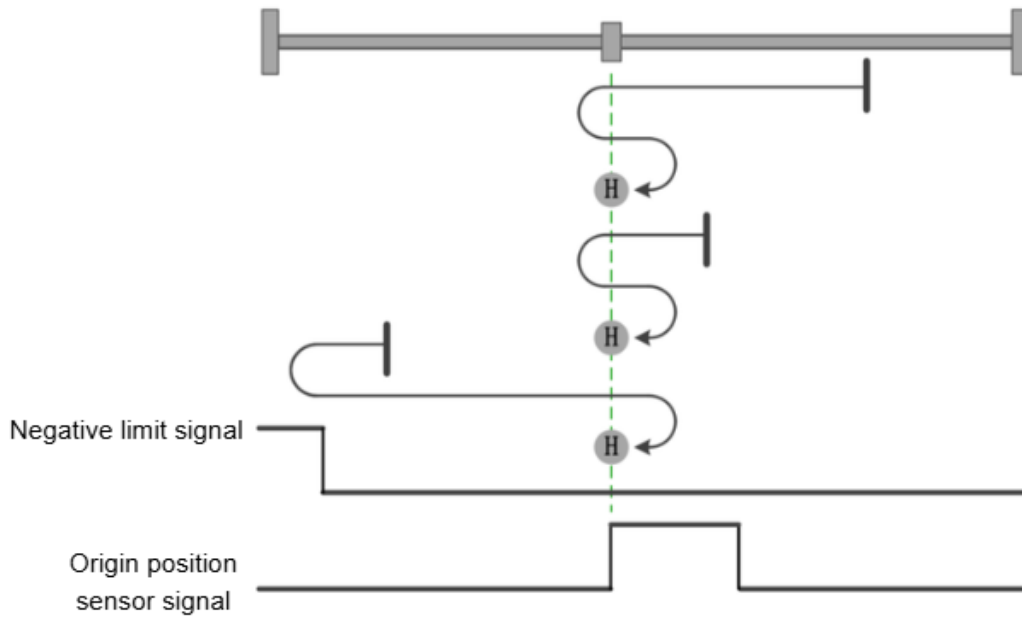 H
H
H
Negative limit signal
Origin position
sensor signal